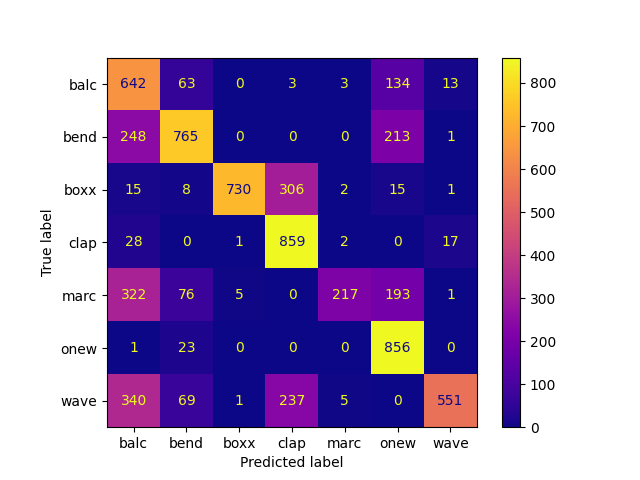 balc 642 63 0 3 3 134 13
bend 248 765 0 0 0 213 1
boxx 15 8 730 306 2 15 1
clap 28 0 1 859 2 0 17
marc 322 76 5 0 217 193 1
onew 1 23 0 0 0 856 0
wave 340 69 1 237 5 0 551
balc bend boxx clap marc onew wave
Predicted label
True label
800
700
600
500
400
300
200
100
0